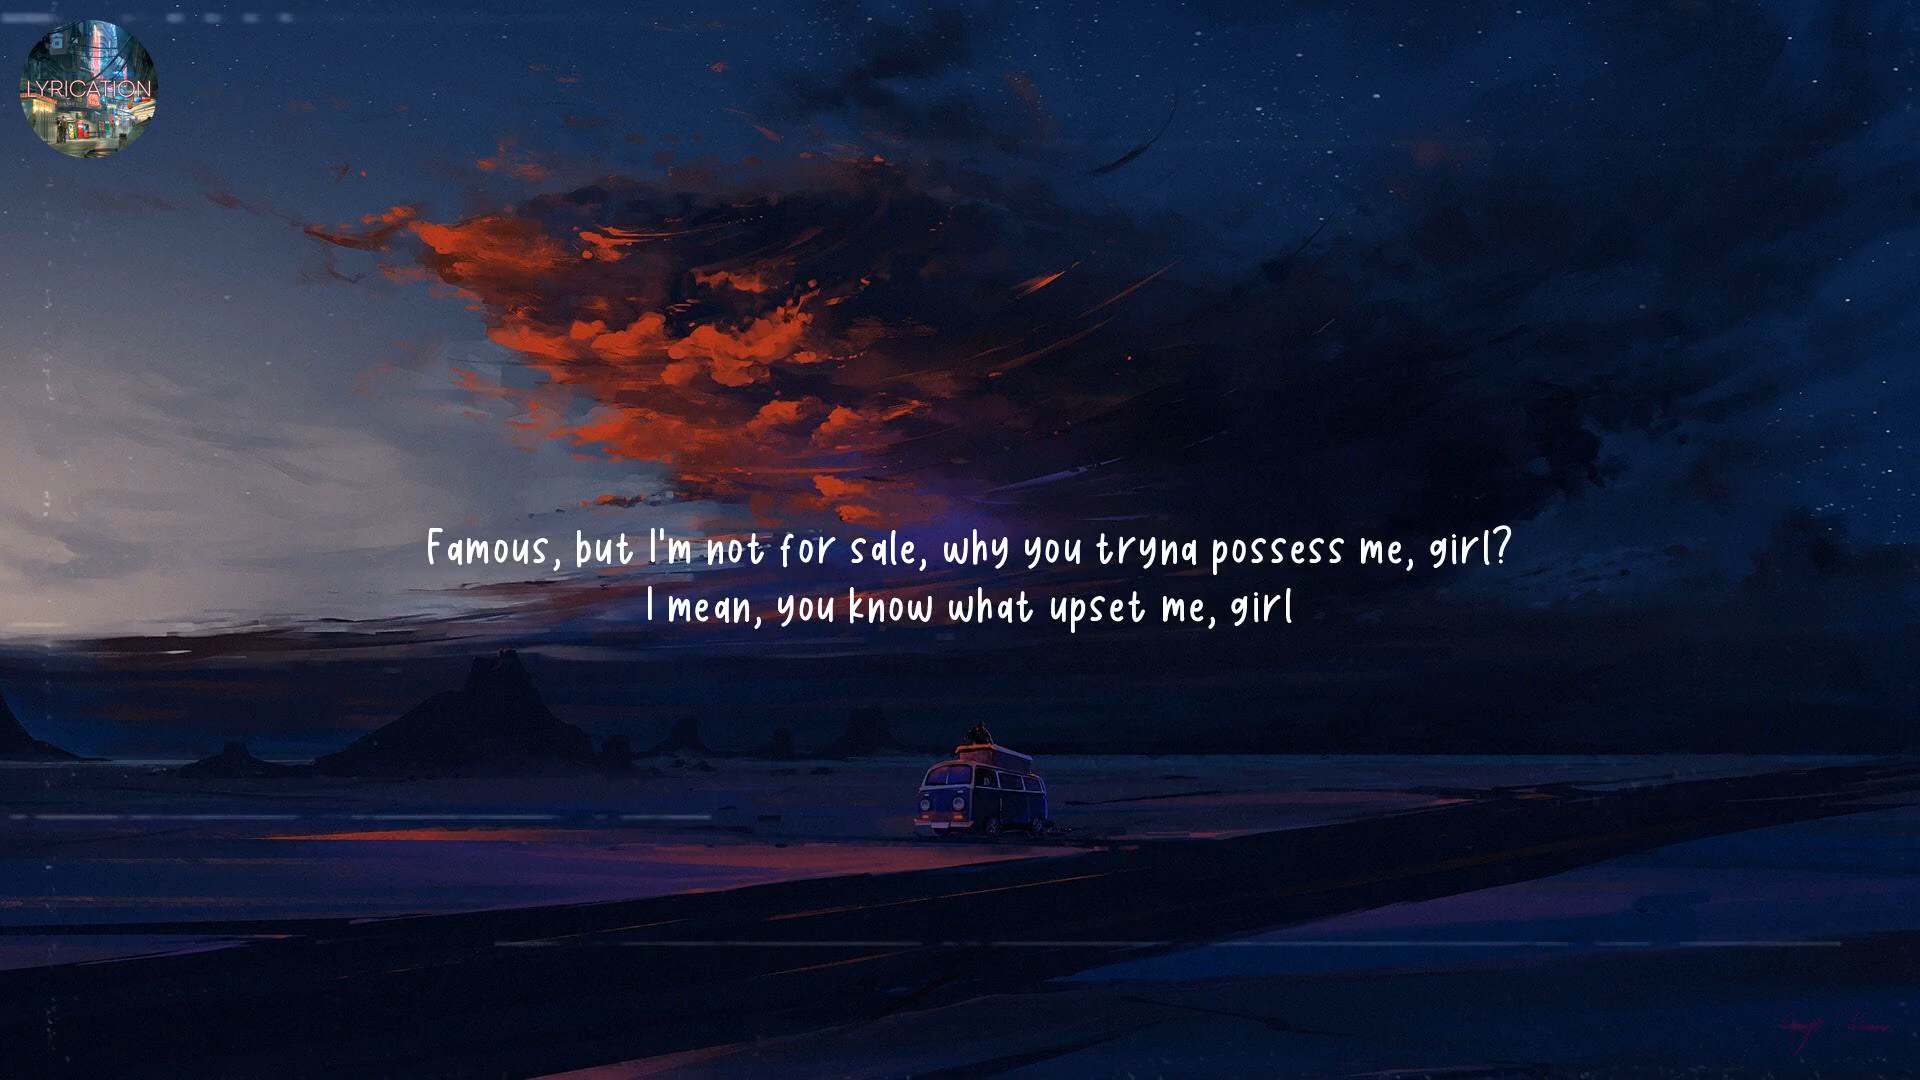 LYRICATION
Famous, but I'm not for sale, why you tryna possess me, girl?
I mean, you know what upset me, girl